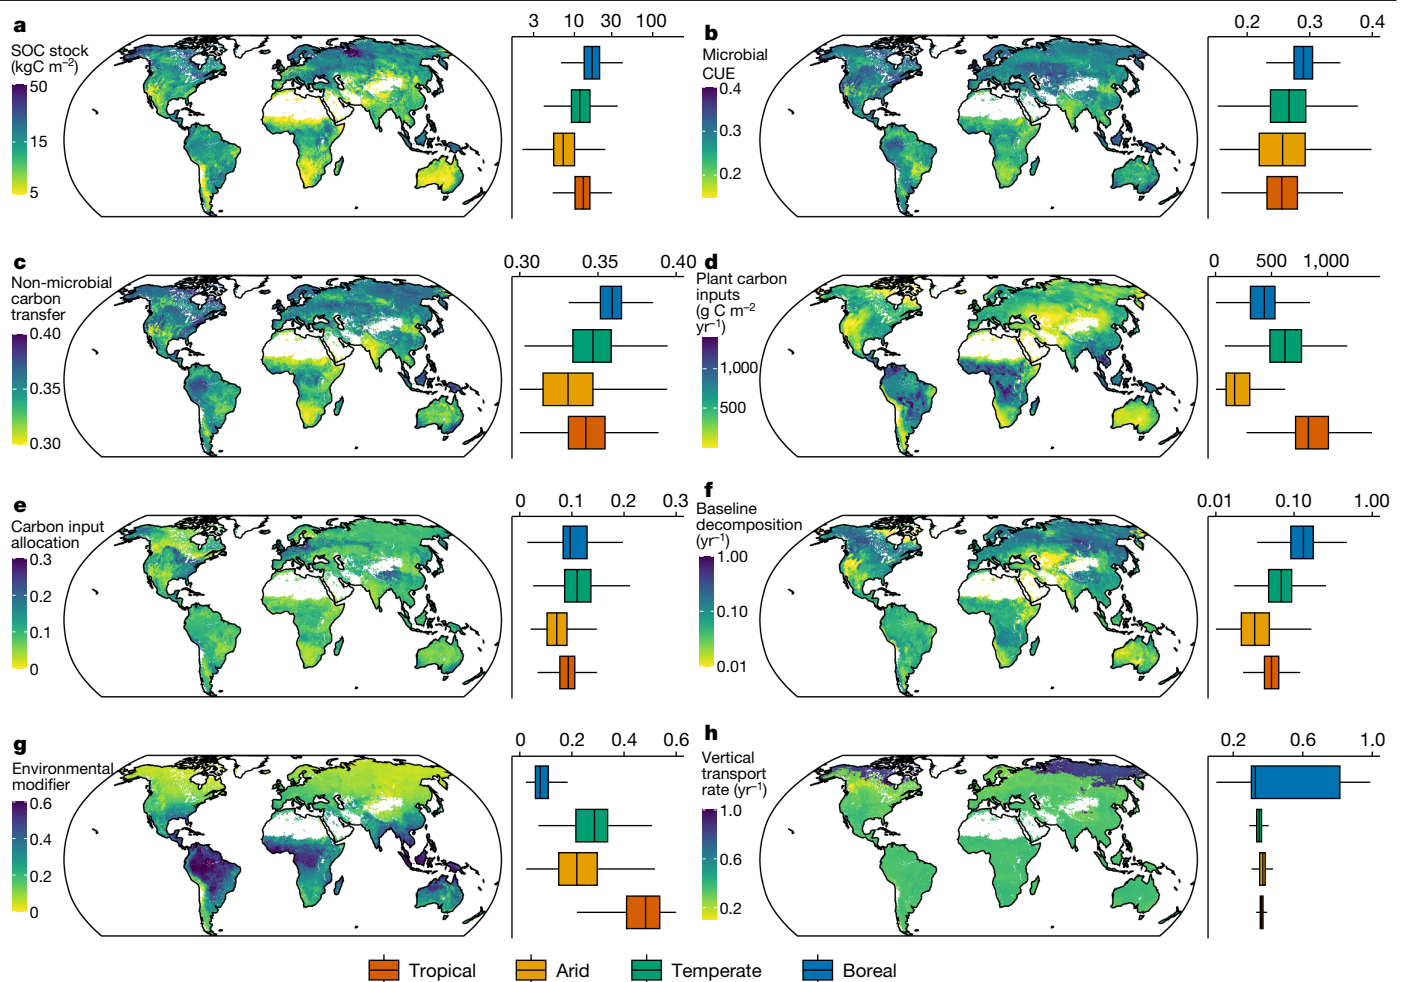 a
SOC stock
(kgC m⁻²)
50
15
5
3 10 30 100
b
Microbial
CUE
0.4
0.3
0.2
0.2 0.3 0.4
c
Non-microbial
carbon
transfer
0.40
0.35
0.30
0.30 0.35 0.40
d
Plant carbon
inputs
(g C m⁻²
yr⁻¹)
1,000
500
0 500 1,000
e
Carbon input
allocation
0.3
0.2
0.1
0
0 0.1 0.2 0.3
f
Baseline
decomposition
(yr⁻¹)
1.00
0.10
0.01
0.01 0.10 1.00
g
Environmental
modifier
0.6
0.4
0.2
0
0 0.2 0.4 0.6
h
Vertical
transport
rate (yr⁻¹)
1.0
0.6
0.2
0.2 0.6 1.0
Tropical Arid Temperate Boreal